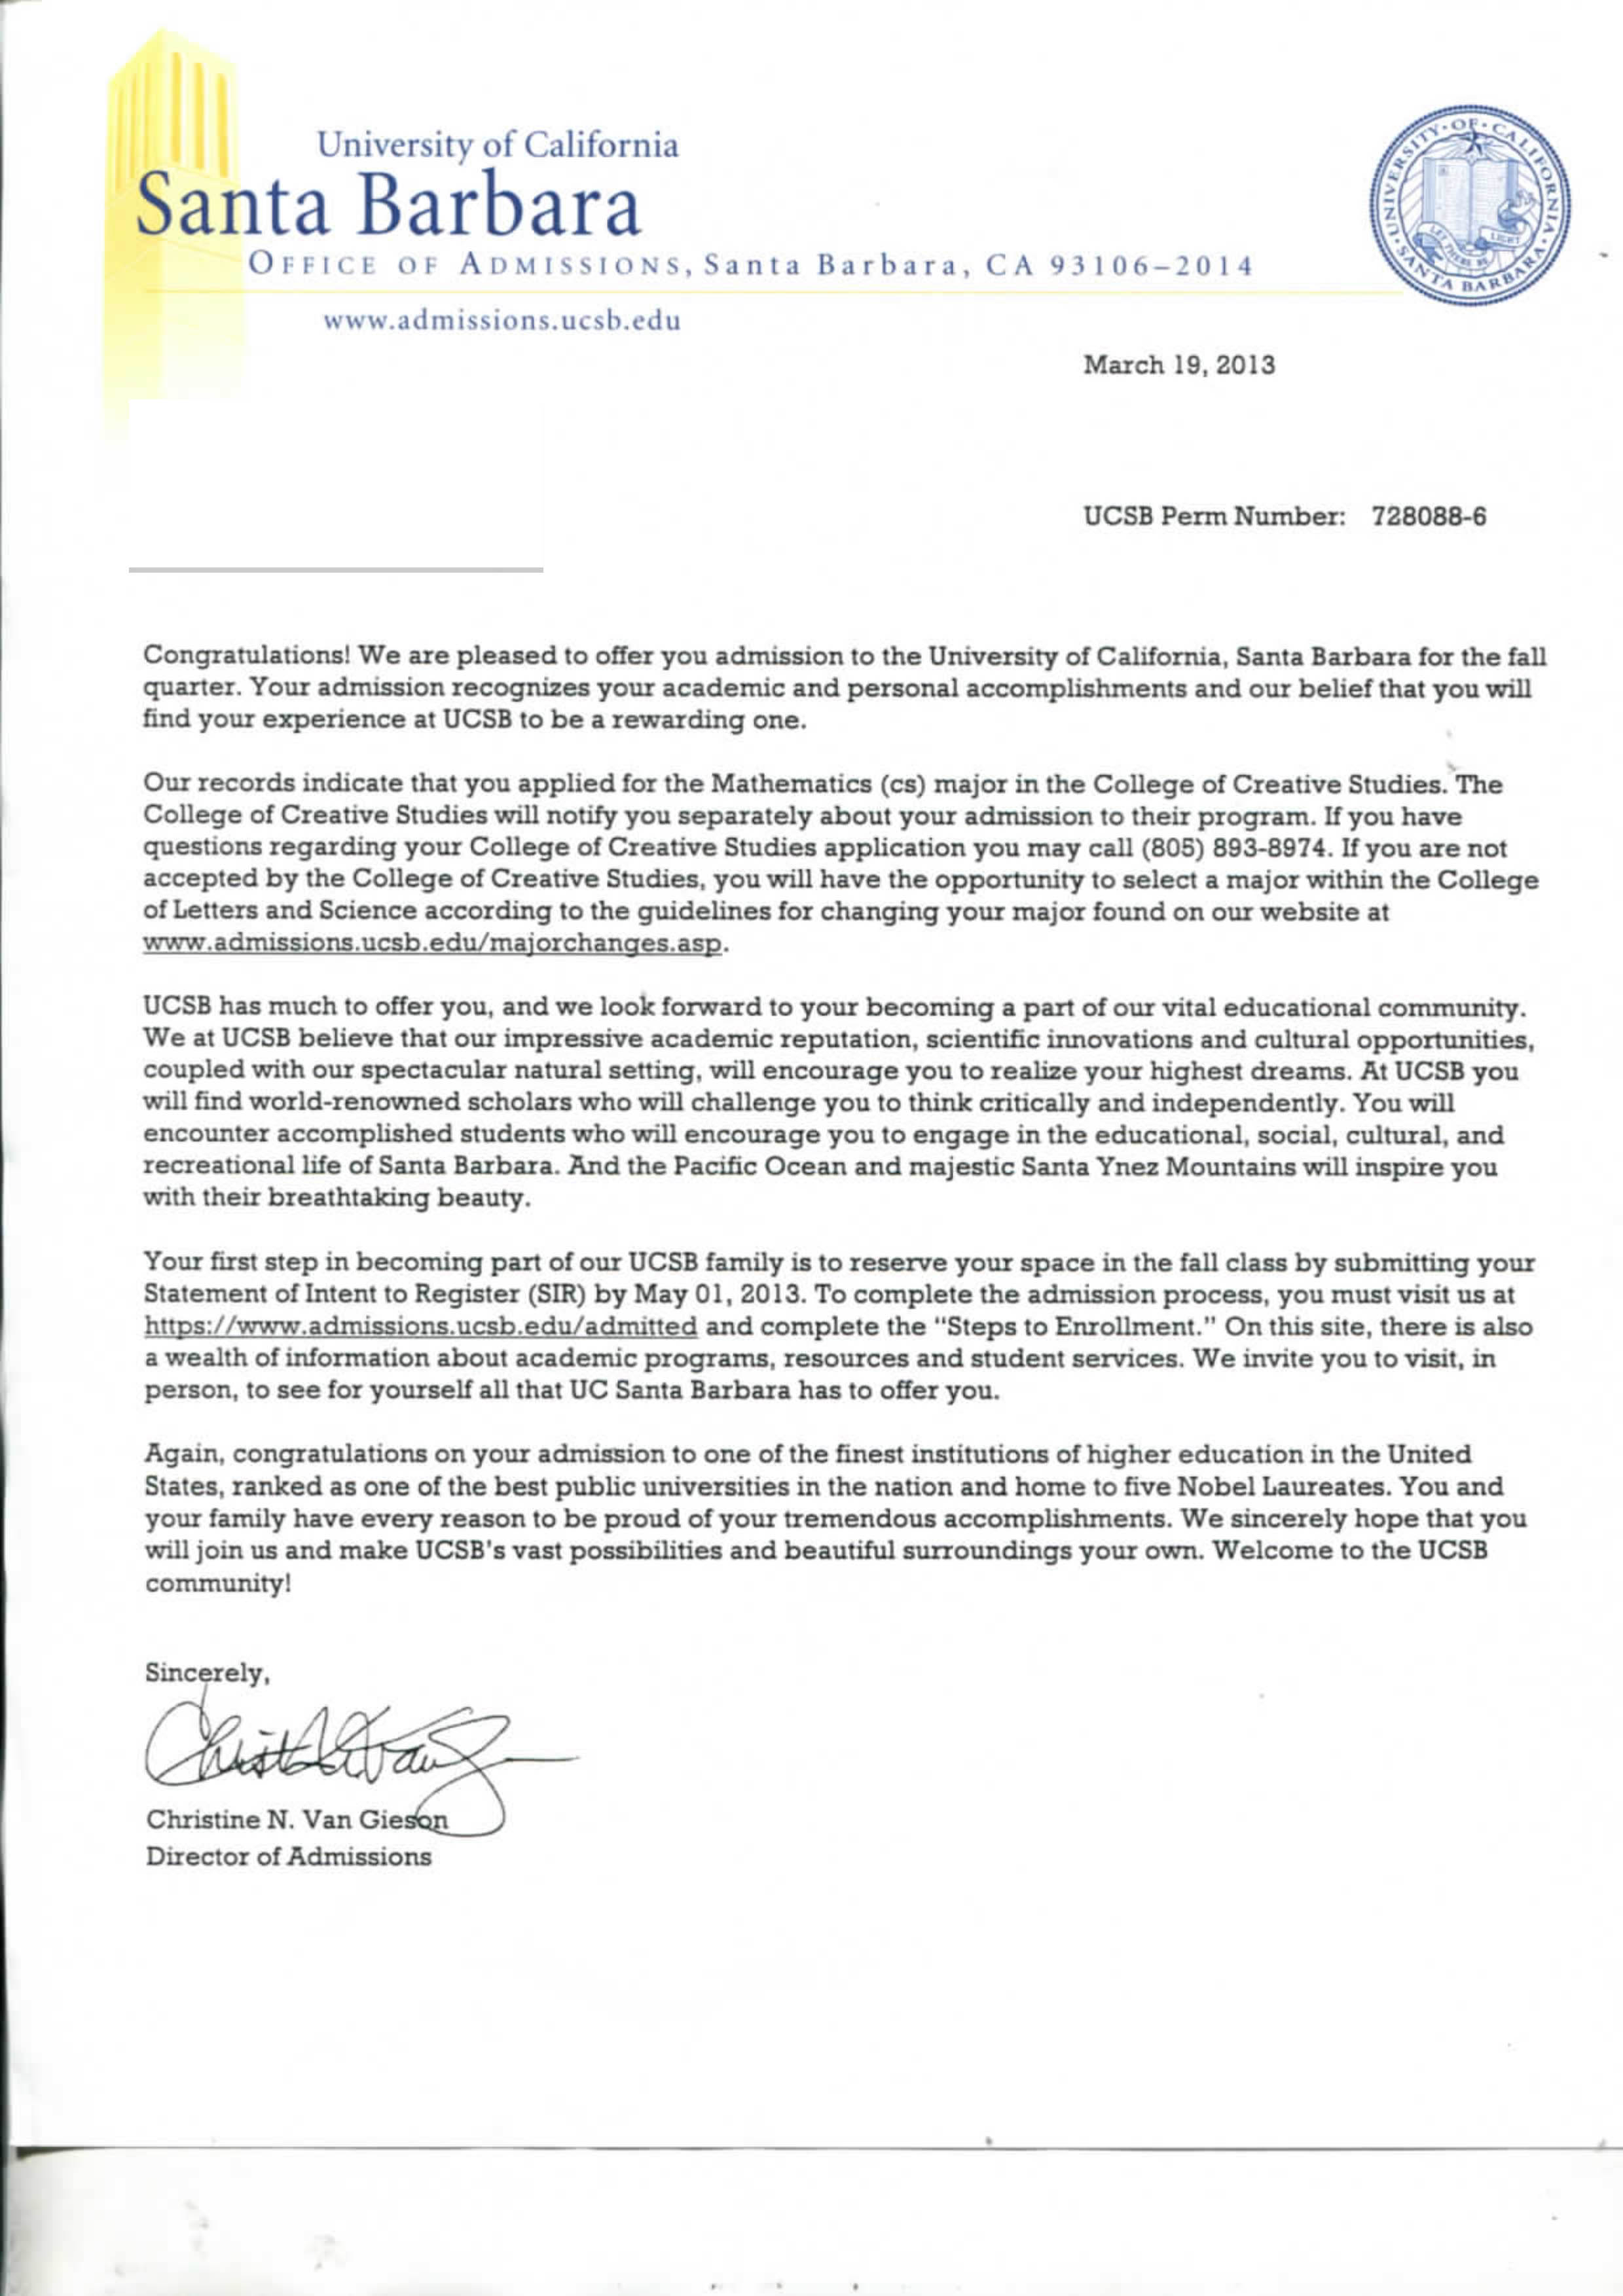 University of California
Santa Barbara
OFFICE OF ADMISSIONS, Santa Barbara, CA 93106-2014
www.admissions.ucsb.edu
UNIVERSITY·OF·CALIFORNIA·SANTA BARBARA·
LET THERE BE LIGHT
March 19, 2013
UCSB Perm Number: 728088-6
Congratulations! We are pleased to offer you admission to the University of California, Santa Barbara for the fall
quarter. Your admission recognizes your academic and personal accomplishments and our belief that you will
find your experience at UCSB to be a rewarding one.
Our records indicate that you applied for the Mathematics (cs) major in the College of Creative Studies. The
College of Creative Studies will notify you separately about your admission to their program. If you have
questions regarding your College of Creative Studies application you may call (805) 893-8974. If you are not
accepted by the College of Creative Studies, you will have the opportunity to select a major within the College
of Letters and Science according to the guidelines for changing your major found on our website at
www.admissions.ucsb.edu/majorchanges.asp.
UCSB has much to offer you, and we look forward to your becoming a part of our vital educational community.
We at UCSB believe that our impressive academic reputation, scientific innovations and cultural opportunities,
coupled with our spectacular natural setting, will encourage you to realize your highest dreams. At UCSB you
will find world-renowned scholars who will challenge you to think critically and independently. You will
encounter accomplished students who will encourage you to engage in the educational, social, cultural, and
recreational life of Santa Barbara. And the Pacific Ocean and majestic Santa Ynez Mountains will inspire you
with their breathtaking beauty.
Your first step in becoming part of our UCSB family is to reserve your space in the fall class by submitting your
Statement of Intent to Register (SIR) by May 01, 2013. To complete the admission process, you must visit us at
https://www.admissions.ucsb.edu/admitted and complete the "Steps to Enrollment." On this site, there is also
a wealth of information about academic programs, resources and student services. We invite you to visit, in
person, to see for yourself all that UC Santa Barbara has to offer you.
Again, congratulations on your admission to one of the finest institutions of higher education in the United
States, ranked as one of the best public universities in the nation and home to five Nobel Laureates. You and
your family have every reason to be proud of your tremendous accomplishments. We sincerely hope that you
will join us and make UCSB's vast possibilities and beautiful surroundings your own. Welcome to the UCSB
community!
Sincerely,
Christine N. Van Gieson
Director of Admissions